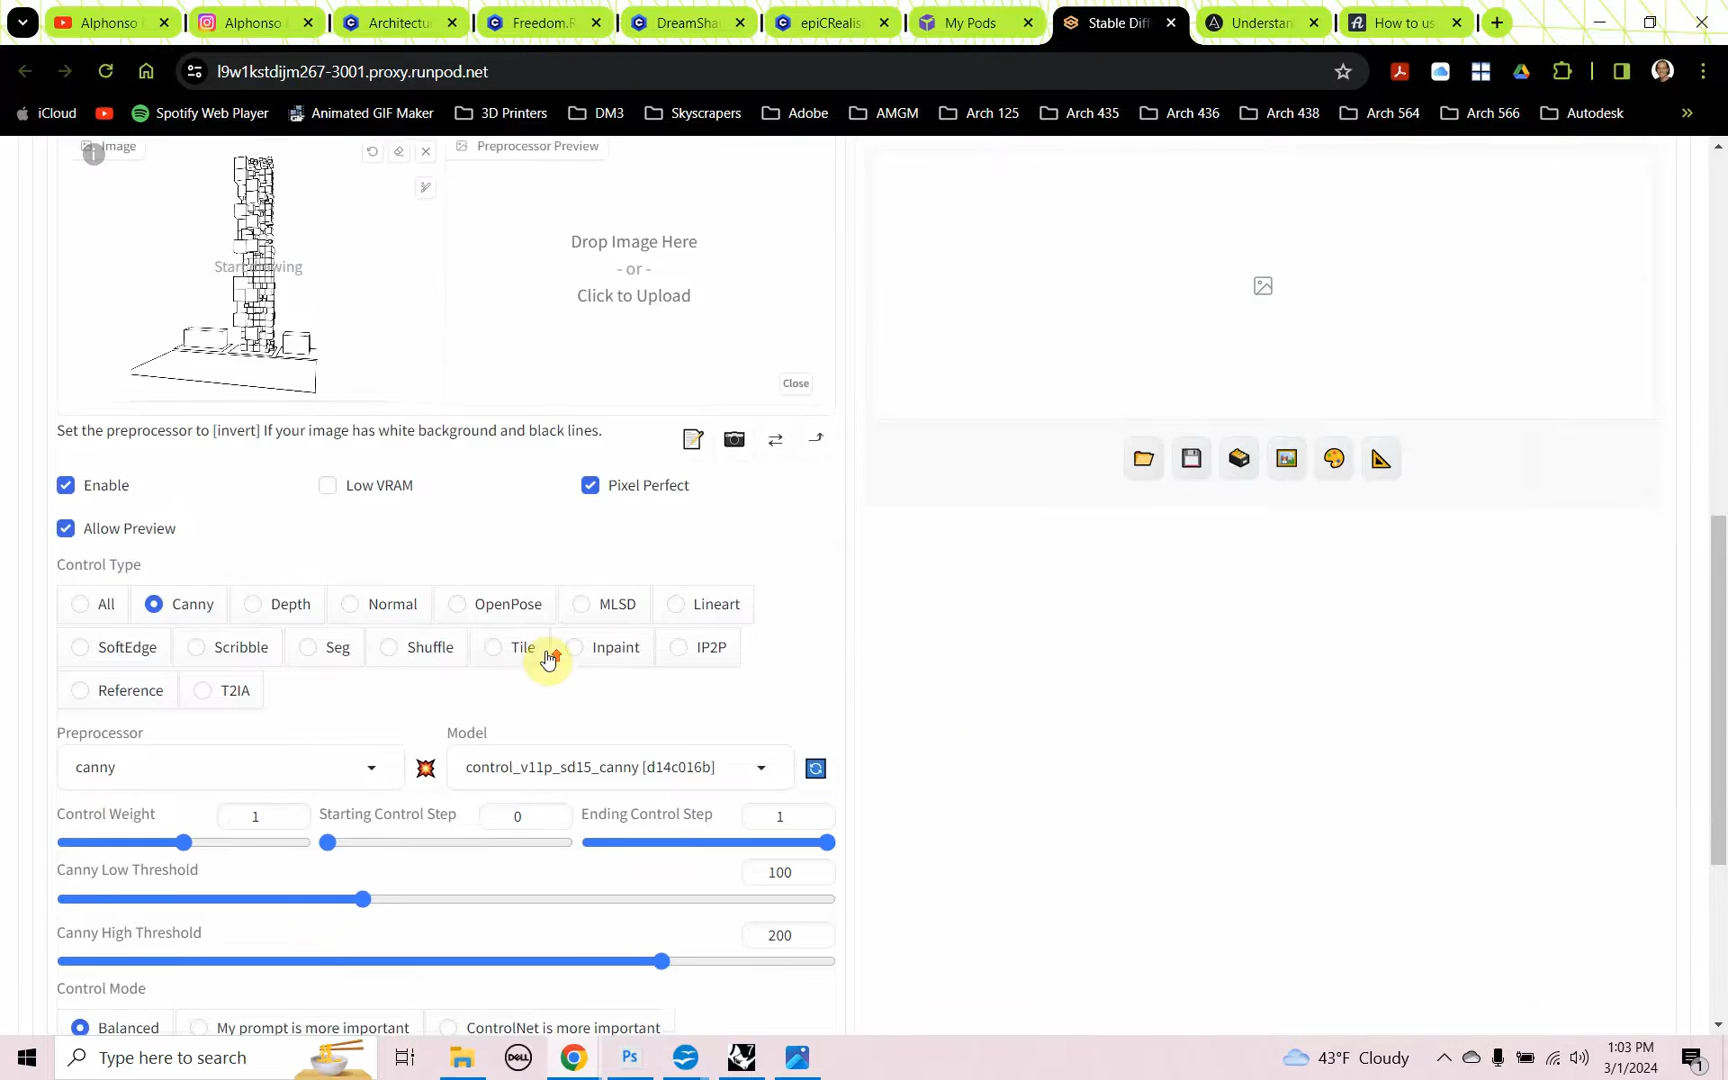 Alphonso
Alphonso
Architectu
Freedom.R
DreamSha
epiCRealis
My Pods
Stable Diff
Understan
How to us
l9w1kstdijm267-3001.proxy.runpod.net
iCloud
Spotify Web Player
Animated GIF Maker
3D Printers
DM3
Skyscrapers
Adobe
AMGM
Arch 125
Arch 435
Arch 436
Arch 438
Arch 564
Arch 566
Autodesk
Image
Preprocessor Preview
Start drawing
Drop Image Here
- or -
Click to Upload
Close
Set the preprocessor to [invert] If your image has white background and black lines.
Enable
Low VRAM
Pixel Perfect
Allow Preview
Control Type
All
Canny
Depth
Normal
OpenPose
MLSD
Lineart
SoftEdge
Scribble
Seg
Shuffle
Tile
Inpaint
IP2P
Reference
T2IA
Preprocessor
Model
canny
control_v11p_sd15_canny [d14c016b]
Control Weight
1
Starting Control Step
0
Ending Control Step
1
Canny Low Threshold
100
Canny High Threshold
200
Control Mode
Balanced
My prompt is more important
ControlNet is more important
Type here to search
DELL
Ps
43°F Cloudy
1:03 PM
3/1/2024
1